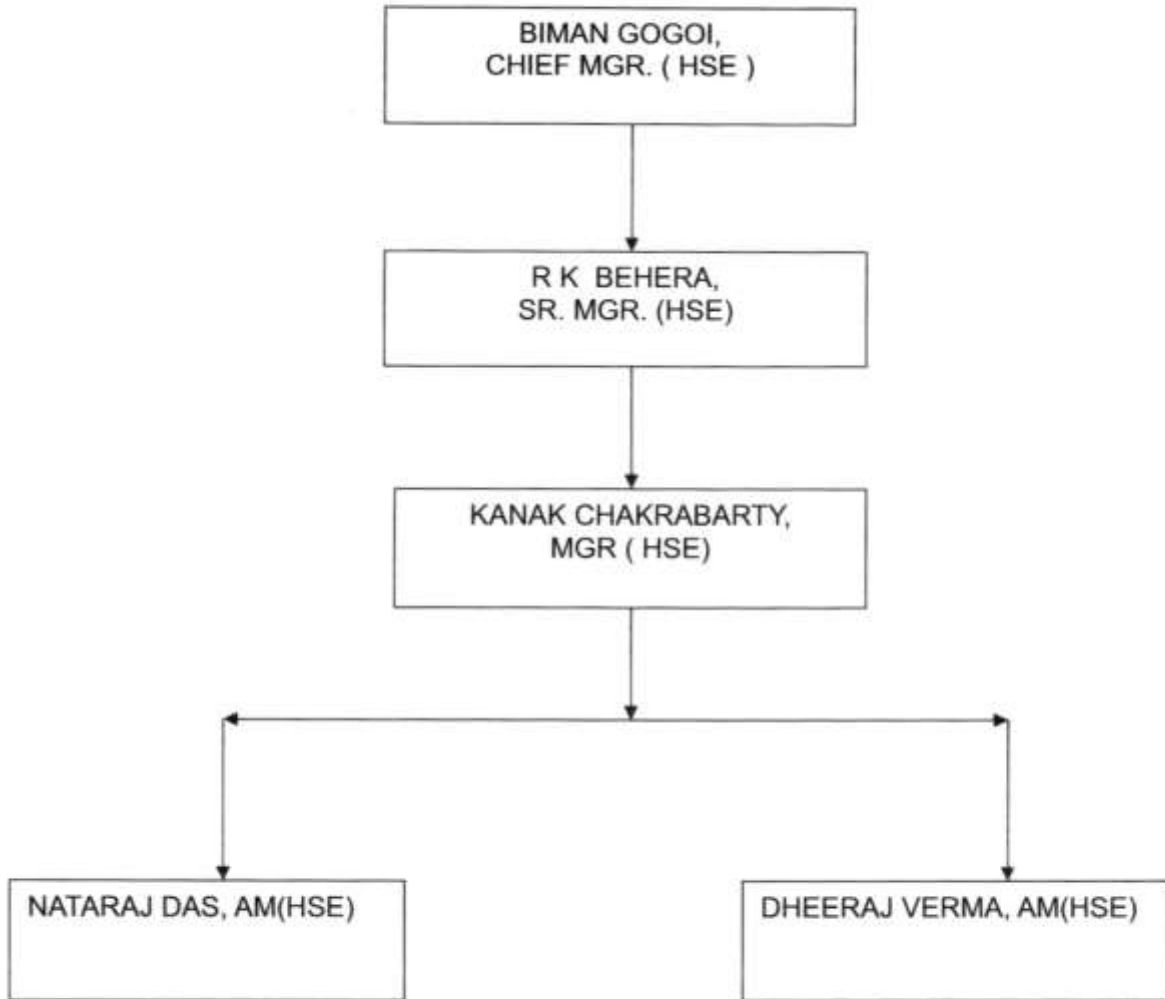 BIMAN GOGOI,
CHIEF MGR. ( HSE )
R K BEHERA,
SR. MGR. (HSE)
KANAK CHAKRABARTY,
MGR ( HSE)
NATARAJ DAS, AM(HSE)
DHEERAJ VERMA, AM(HSE)